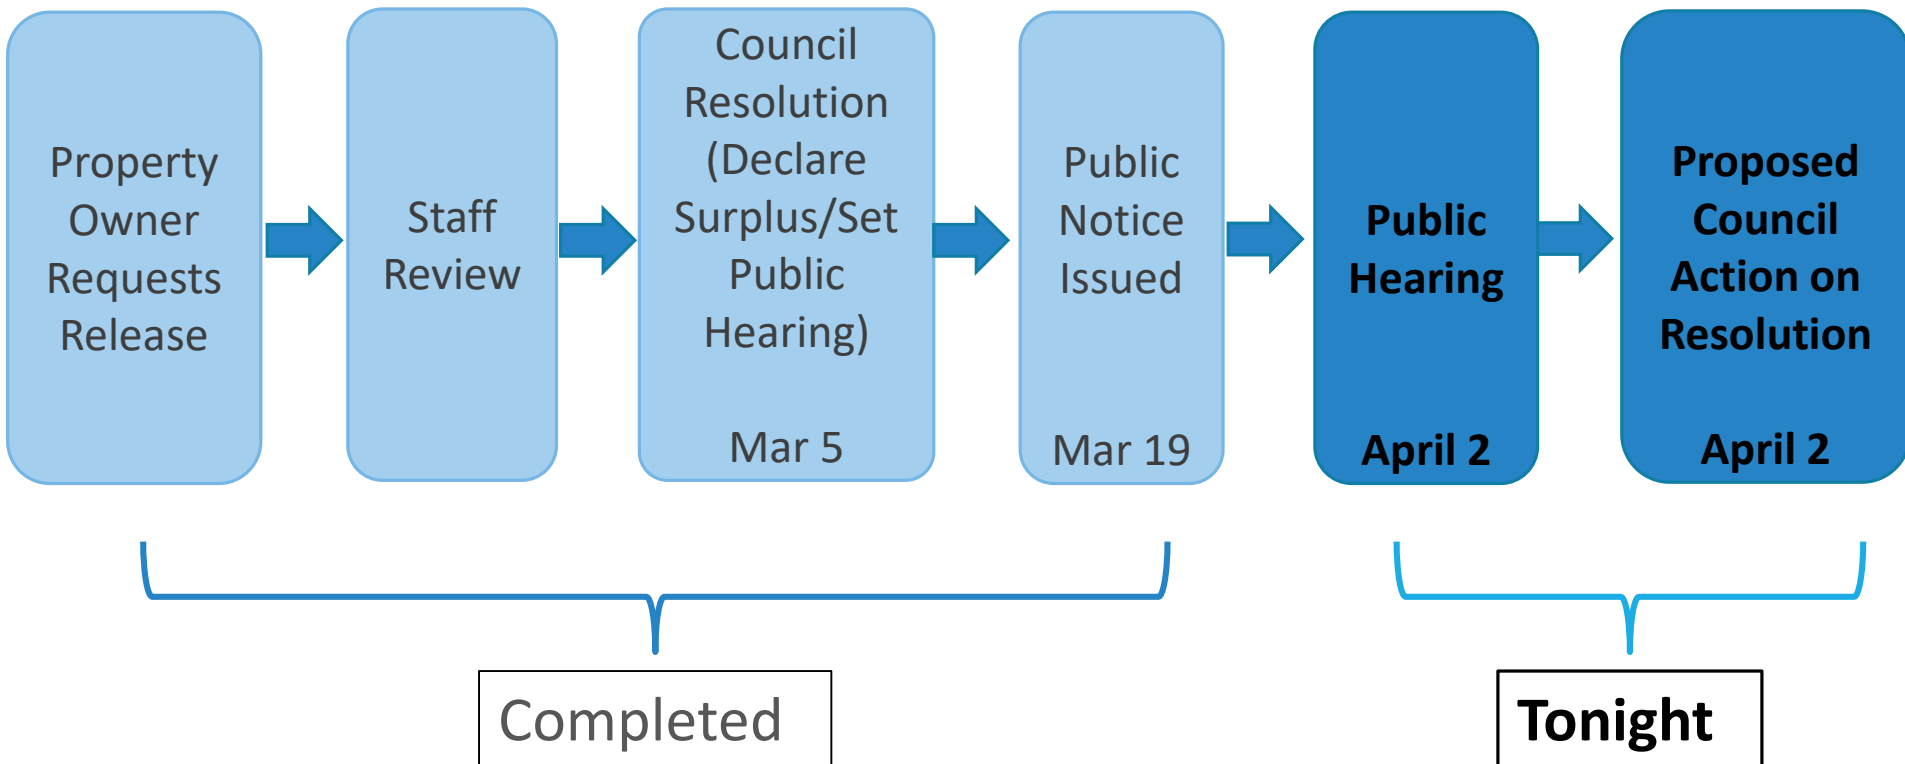 Property
Owner
Requests
Release
Staff
Review
Council
Resolution
(Declare
Surplus/Set
Public
Hearing)
Mar 5
Public
Notice
Issued
Mar 19
Public
Hearing
April 2
Proposed
Council
Action on
Resolution
April 2
Completed
Tonight